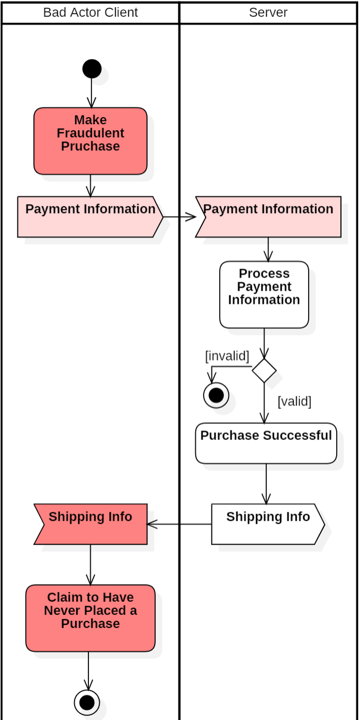 Bad Actor Client
Server
Make
Fraudulent
Pruchase
Payment Information
Payment Information
Process
Payment
Information
[invalid]
[valid]
Purchase Successful
Shipping Info
Shipping Info
Claim to Have
Never Placed a
Purchase